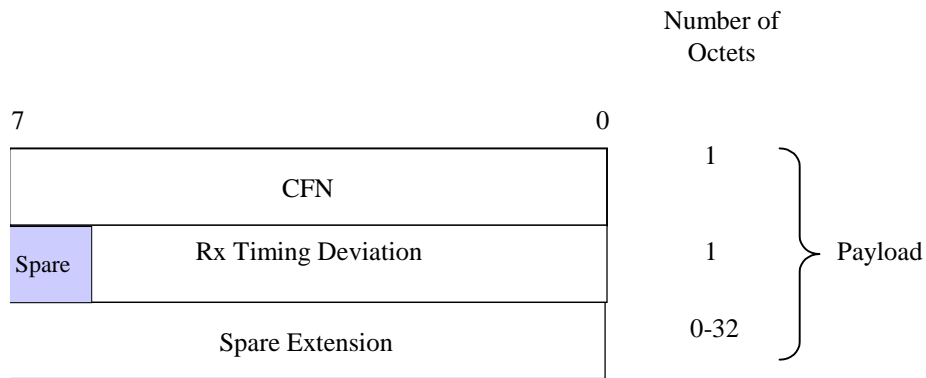 Number of
Octets
7 0
CFN 1
Spare Rx Timing Deviation 1 Payload
Spare Extension 0-32